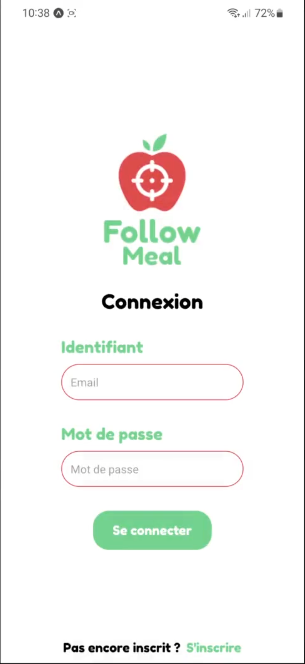 10:38 72%
Follow
Meal
Connexion
Identifiant
Email
Mot de passe
Mot de passe
Se connecter
Pas encore inscrit ? S'inscrire